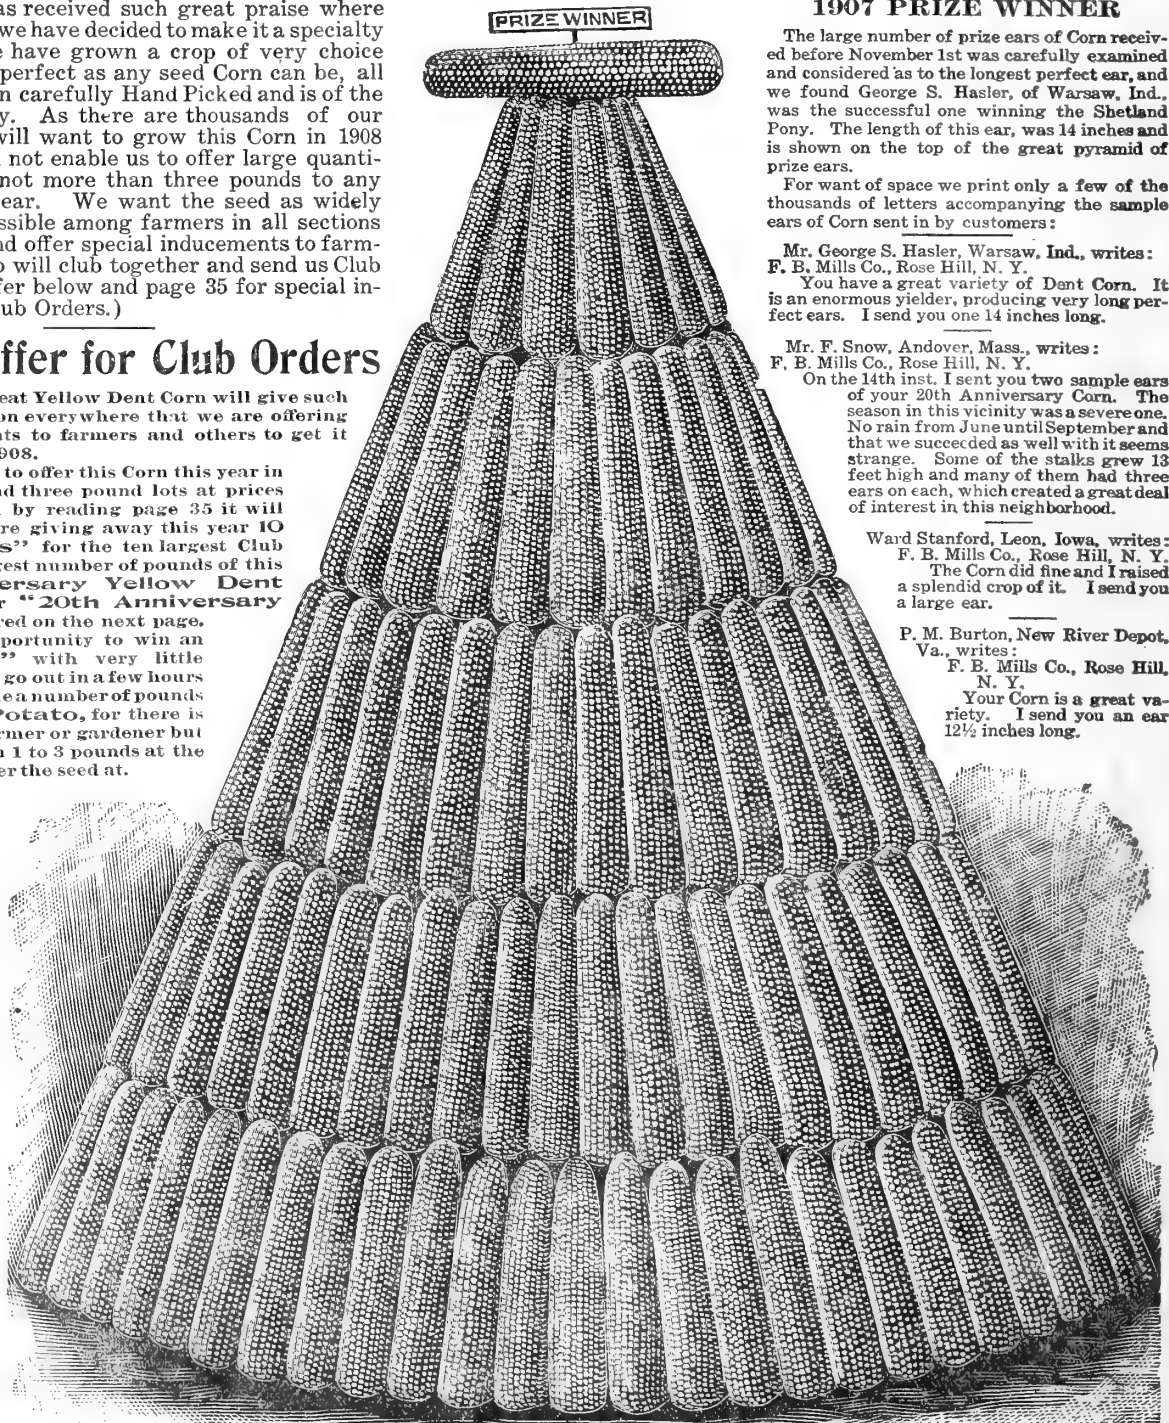 as received such great praise where
we have decided to make it a specialty
e have grown a crop of very choice
perfect as any seed Corn can be, all
n carefully Hand Picked and is of the
y. As there are thousands of our
will want to grow this Corn in 1908
not enable us to offer large quanti-
not more than three pounds to any
ear. We want the seed as widely
ssible among farmers in all sections
nd offer special inducements to farm-
o will club together and send us Club
fer below and page 35 for special in-
ub Orders.)
ffer for Club Orders
eat Yellow Dent Corn will give such
on everywhere that we are offering
nts to farmers and others to get it
908.
to offer this Corn this year in
nd three pound lots at prices
by reading page 35 it will
re giving away this year 10
s" for the ten largest Club
rest number of pounds of this
ersary Yellow Dent
r "20th Anniversary
red on the next page.
portunity to win an
" with very little
go out in a few hours
le a number of pounds
Potato, for there is
rmer or gardener but
n 1 to 3 pounds at the
er the seed at.
PRIZE WINNER
1907 PRIZE WINNER
The large number of prize ears of Corn receiv-
ed before November 1st was carefully examined
and considered as to the longest perfect ear, and
we found George S. Hasler, of Warsaw, Ind.,
was the successful one winning the Shetland
Pony. The length of this ear, was 14 inches and
is shown on the top of the great pyramid of
prize ears.
For want of space we print only a few of the
thousands of letters accompanying the sample
ears of Corn sent in by customers:
Mr. George S. Hasler, Warsaw, Ind., writes:
F. B. Mills Co., Rose Hill, N. Y.
You have a great variety of Dent Corn. It
is an enormous yielder, producing very long per-
fect ears. I send you one 14 inches long.
Mr. F. Snow, Andover, Mass., writes:
F. B. Mills Co., Rose Hill, N. Y.
On the 14th inst. I sent you two sample ears
of your 20th Anniversary Corn. The
season in this vicinity was a severe one.
No rain from June until September and
that we succeeded as well with it seems
strange. Some of the stalks grew 13
feet high and many of them had three
ears on each, which created a great deal
of interest in this neighborhood.
Ward Stanford, Leon, Iowa, writes:
F. B. Mills Co., Rose Hill, N. Y.
The Corn did fine and I raised
a splendid crop of it. I send you
a large ear.
P. M. Burton, New River Depot,
Va., writes:
F. B. Mills Co., Rose Hill,
N. Y.
Your Corn is a great va-
riety. I send you an ear
12½ inches long.